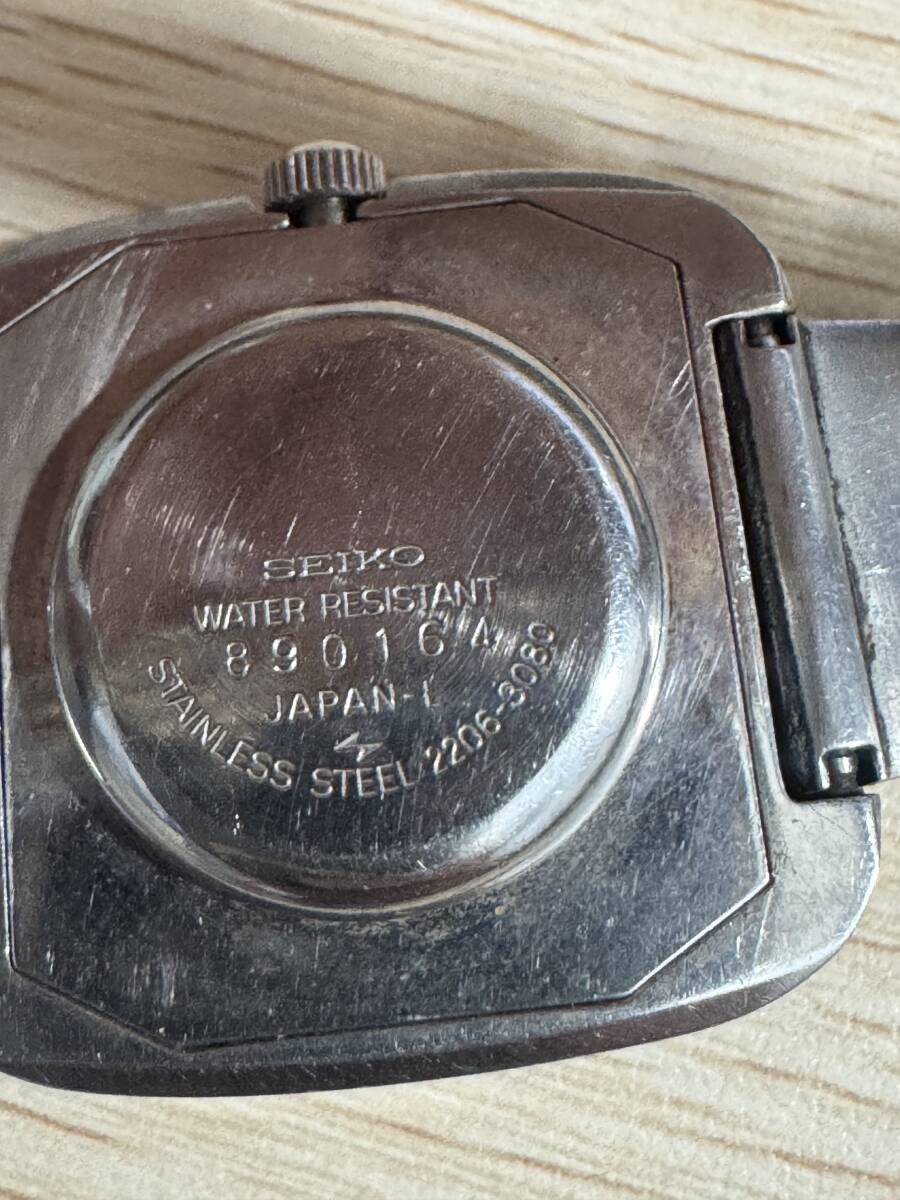 SEIKO
WATER RESISTANT
890164
JAPAN-L
STAINLESS STEEL 2206-3080